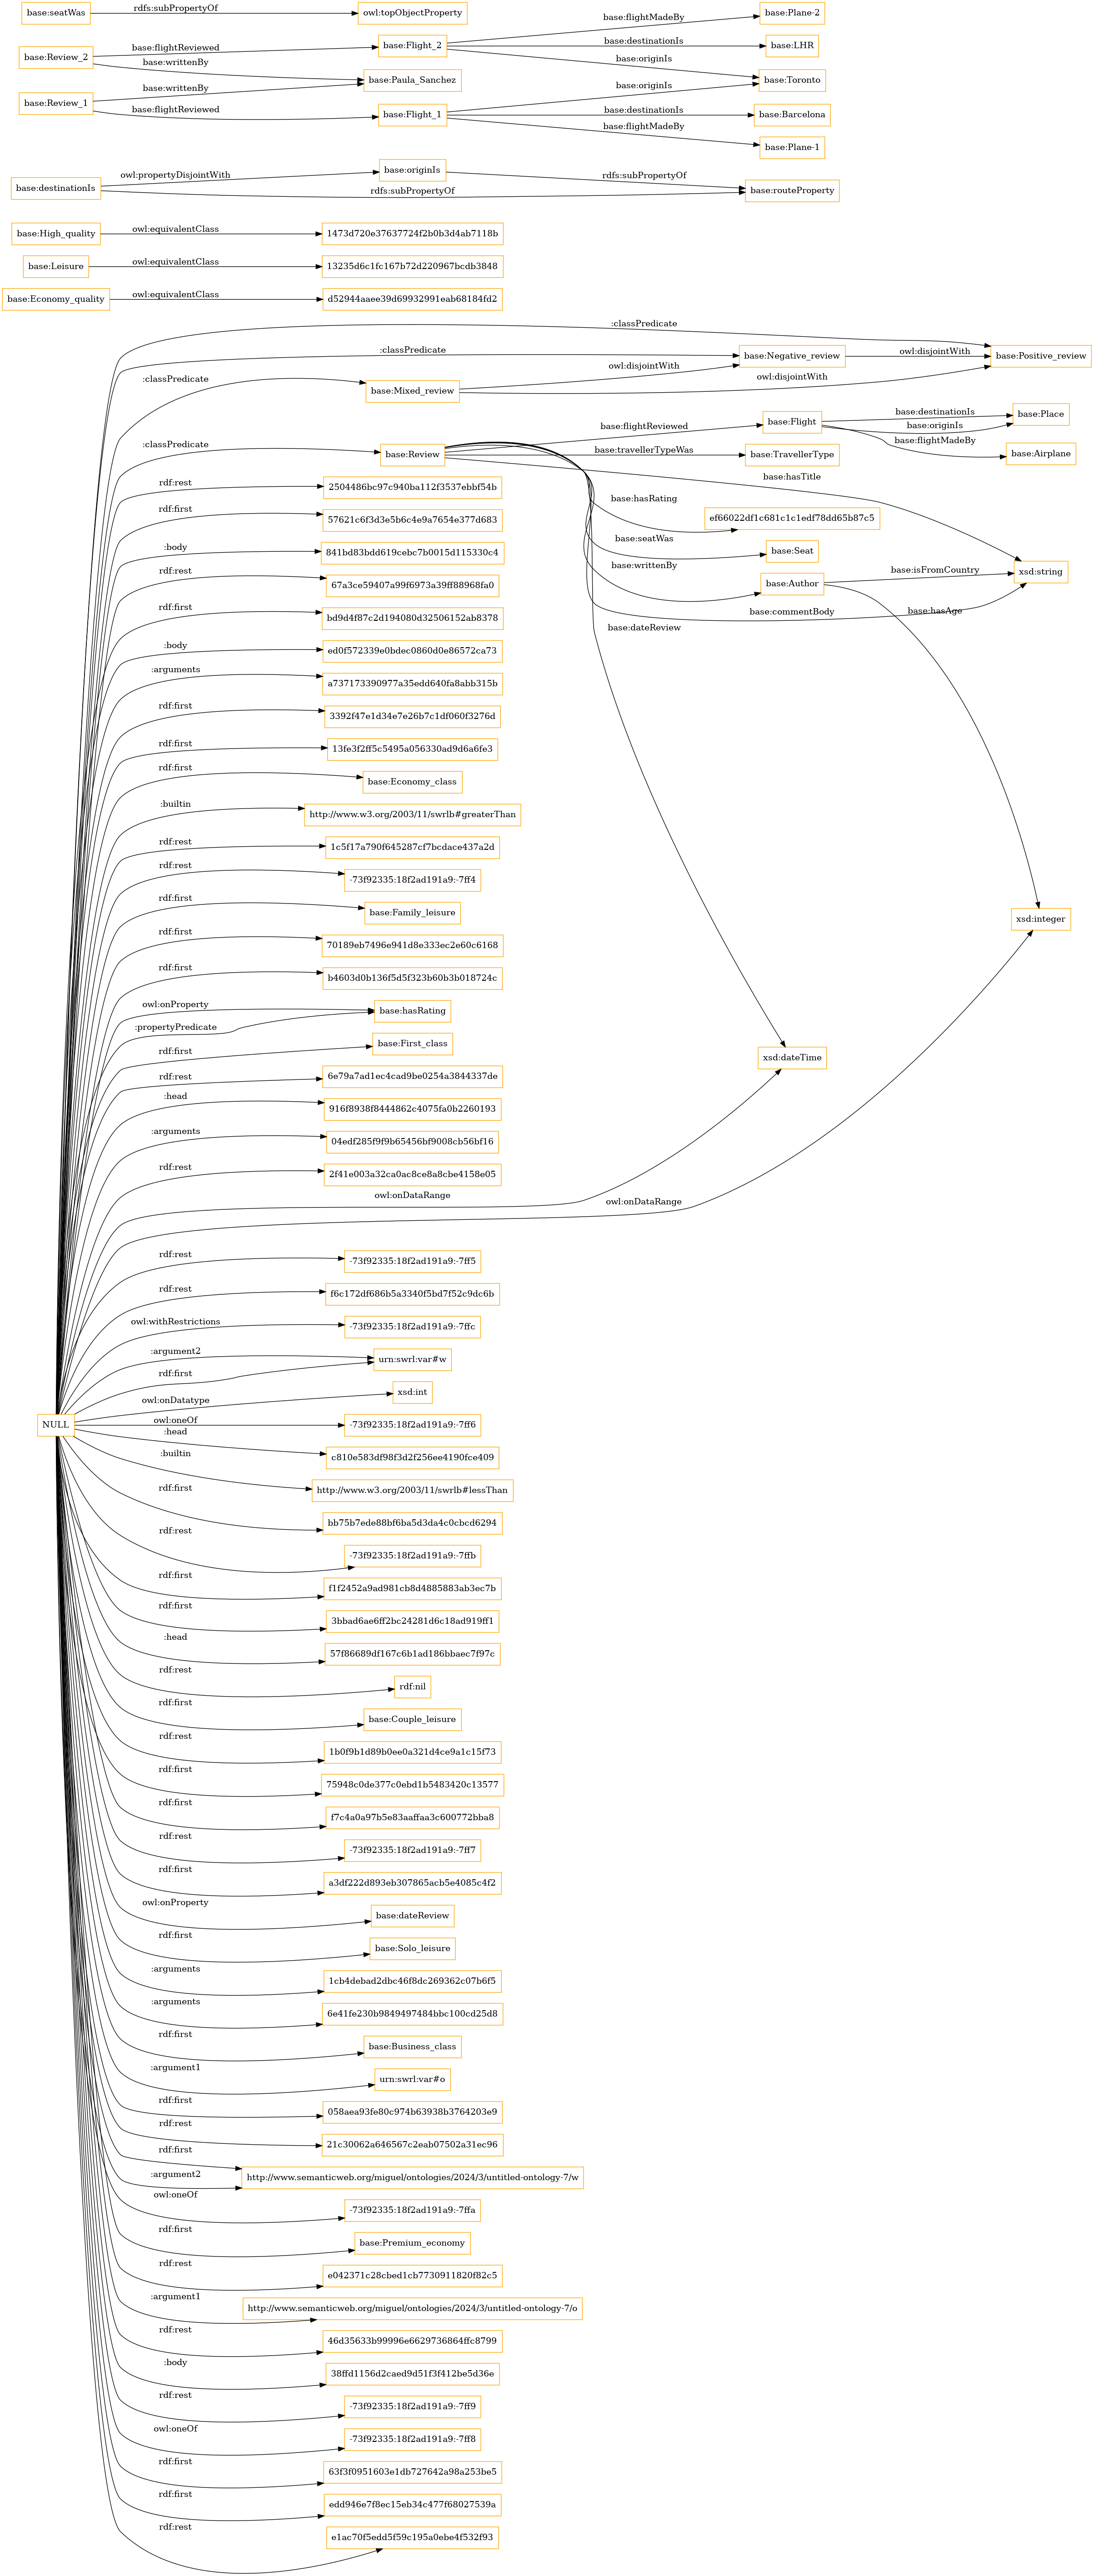 base:seatWas
rdfs:subPropertyOf
owl:topObjectProperty
base:Review_2
base:flightReviewed
base:writtenBy
base:Flight_2
base:flightMadeBy
base:destinationIs
base:originIs
base:Plane-2
base:LHR
base:Toronto
base:Paula_Sanchez
base:Review_1
base:writtenBy
base:flightReviewed
base:Flight_1
base:originIs
base:destinationIs
base:flightMadeBy
base:Barcelona
base:Plane-1
base:destinationIs
owl:propertyDisjointWith
rdfs:subPropertyOf
base:originIs
rdfs:subPropertyOf
base:routeProperty
base:High_quality
owl:equivalentClass
1473d720e37637724f2b0b3d4ab7118b
base:Leisure
owl:equivalentClass
13235d6c1fc167b72d220967bcdb3848
base:Economy_quality
owl:equivalentClass
d52944aaee39d69932991eab68184fd2
:classPredicate
:classPredicate
base:Negative_review
owl:disjointWith
base:Positive_review
:classPredicate
base:Mixed_review
owl:disjointWith
owl:disjointWith
:classPredicate
base:Review
base:flightReviewed
base:Flight
base:destinationIs
base:originIs
base:flightMadeBy
base:Place
base:Airplane
base:travellerTypeWas
base:TravellerType
base:hasTitle
base:hasRating
ef66022df1c681c1c1edf78dd65b87c5
base:seatWas
base:Seat
base:writtenBy
base:Author
base:isFromCountry
xsd:string
base:commentBody
base:hasAge
base:dateReview
xsd:integer
xsd:dateTime
rdf:rest
2504486bc97c940ba112f3537ebbf54b
rdf:first
57621c6f3d3e5b6c4e9a7654e377d683
:body
841bd83bdd619cebc7b0015d115330c4
rdf:rest
67a3ce59407a99f6973a39ff88968fa0
rdf:first
bd9d4f87c2d194080d32506152ab8378
:body
ed0f572339e0bdec0860d0e86572ca73
:arguments
a737173390977a35edd640fa8abb315b
rdf:first
3392f47e1d34e7e26b7c1df060f3276d
rdf:first
13fe3f2ff5c5495a056330ad9d6a6fe3
rdf:first
base:Economy_class
:builtin
http://www.w3.org/2003/11/swrlb#greaterThan
rdf:rest
1c5f17a790f645287cf7bcdace437a2d
rdf:rest
-73f92335:18f2ad191a9:-7ff4
rdf:first
base:Family_leisure
rdf:first
70189eb7496e941d8e333ec2e60c6168
rdf:first
b4603d0b136f5d5f323b60b3b018724c
owl:onProperty
:propertyPredicate
base:hasRating
rdf:first
base:First_class
rdf:rest
6e79a7ad1ec4cad9be0254a3844337de
:head
916f8938f8444862c4075fa0b2260193
:arguments
04edf285f9f9b65456bf9008cb56bf16
rdf:rest
2f41e003a32ca0ac8ce8a8cbe4158e05
owl:onDataRange
owl:onDataRange
rdf:rest
-73f92335:18f2ad191a9:-7ff5
rdf:rest
f6c172df686b5a3340f5bd7f52c9dc6b
owl:withRestrictions
-73f92335:18f2ad191a9:-7ffc
:argument2
rdf:first
urn:swrl:var#w
owl:onDatatype
xsd:int
NULL
owl:oneOf
-73f92335:18f2ad191a9:-7ff6
:head
c810e583df98f3d2f256ee4190fce409
:builtin
http://www.w3.org/2003/11/swrlb#lessThan
rdf:first
bb75b7ede88bf6ba5d3da4c0cbcd6294
rdf:rest
-73f92335:18f2ad191a9:-7ffb
rdf:first
f1f2452a9ad981cb8d4885883ab3ec7b
rdf:first
3bbad6ae6ff2bc24281d6c18ad919ff1
:head
57f86689df167c6b1ad186bbaec7f97c
rdf:rest
rdf:nil
rdf:first
base:Couple_leisure
rdf:rest
1b0f9b1d89b0ee0a321d4ce9a1c15f73
rdf:first
75948c0de377c0ebd1b5483420c13577
rdf:first
f7c4a0a97b5e83aaffaa3c600772bba8
rdf:rest
-73f92335:18f2ad191a9:-7ff7
rdf:first
a3df222d893eb307865acb5e4085c4f2
owl:onProperty
base:dateReview
rdf:first
base:Solo_leisure
:arguments
1cb4debad2dbc46f8dc269362c07b6f5
:arguments
6e41fe230b9849497484bbc100cd25d8
rdf:first
base:Business_class
:argument1
urn:swrl:var#o
rdf:first
058aea93fe80c974b63938b3764203e9
rdf:rest
21c30062a646567c2eab07502a31ec96
rdf:first
:argument2
http://www.semanticweb.org/miguel/ontologies/2024/3/untitled-ontology-7/w
owl:oneOf
-73f92335:18f2ad191a9:-7ffa
rdf:first
base:Premium_economy
rdf:rest
e042371c28cbed1cb7730911820f82c5
:argument1
http://www.semanticweb.org/miguel/ontologies/2024/3/untitled-ontology-7/o
rdf:rest
46d35633b99996e6629736864ffc8799
:body
38ffd1156d2caed9d51f3f412be5d36e
rdf:rest
-73f92335:18f2ad191a9:-7ff9
owl:oneOf
-73f92335:18f2ad191a9:-7ff8
rdf:first
63f3f0951603e1db727642a98a253be5
rdf:first
edd946e7f8ec15eb34c477f68027539a
rdf:rest
e1ac70f5edd5f59c195a0ebe4f532f93